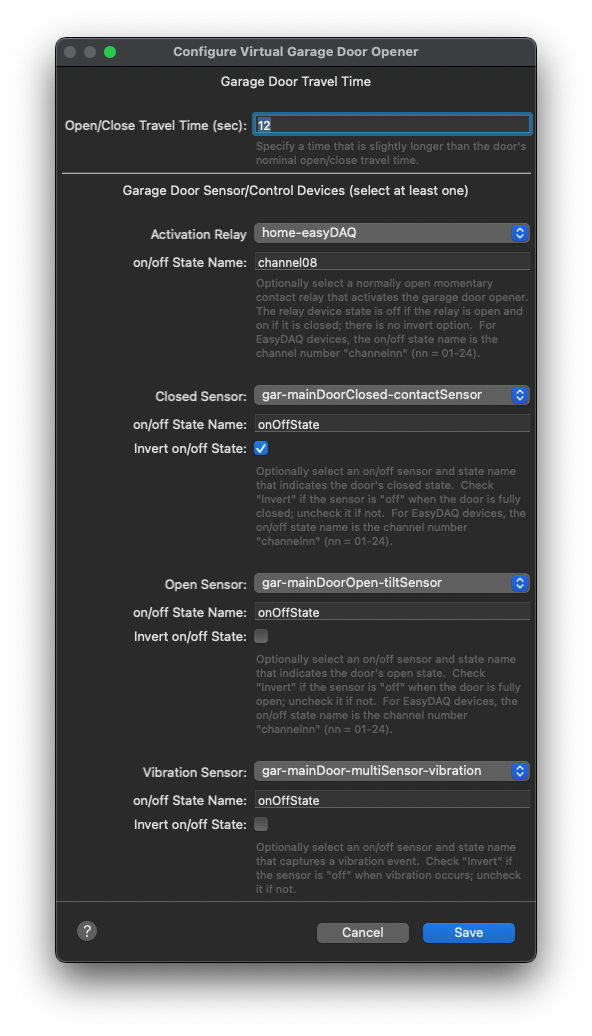 Configure Virtual Garage Door Opener
Garage Door Travel Time
Open/Close Travel Time (sec): 12
Specify a time that is slightly longer than the door's
nominal open/close travel time.
Garage Door Sensor/Control Devices (select at least one)
Activation Relay home-easyDAQ
on/off State Name: channel08
Optionally select a normally open momentary
contact relay that activates the garage door opener.
The relay device state is off if the relay is open and
on if it is closed; there is no invert option.  For
EasyDAQ devices, the on/off state name is the
channel number "channelnn" (nn = 01-24).
Closed Sensor: gar-mainDoorClosed-contactSensor
on/off State Name: onOffState
Invert on/off State:
Optionally select an on/off sensor and state name
that indicates the door's closed state.  Check
"Invert" if the sensor is "off" when the door is fully
closed; uncheck it if not.  For EasyDAQ devices, the
on/off state name is the channel number
"channelnn" (nn = 01-24).
Open Sensor: gar-mainDoorOpen-tiltSensor
on/off State Name: onOffState
Invert on/off State:
Optionally select an on/off sensor and state name
that indicates the door's open state.  Check
"Invert" if the sensor is "off" when the door is fully
open; uncheck it if not.  For EasyDAQ devices, the
on/off state name is the channel number
"channelnn" (nn = 01-24).
Vibration Sensor: gar-mainDoor-multiSensor-vibration
on/off State Name: onOffState
Invert on/off State:
Optionally select an on/off sensor and state name
that captures a vibration event.  Check "Invert" if
the sensor is "off" when vibration occurs; uncheck
it if not.
? Cancel Save